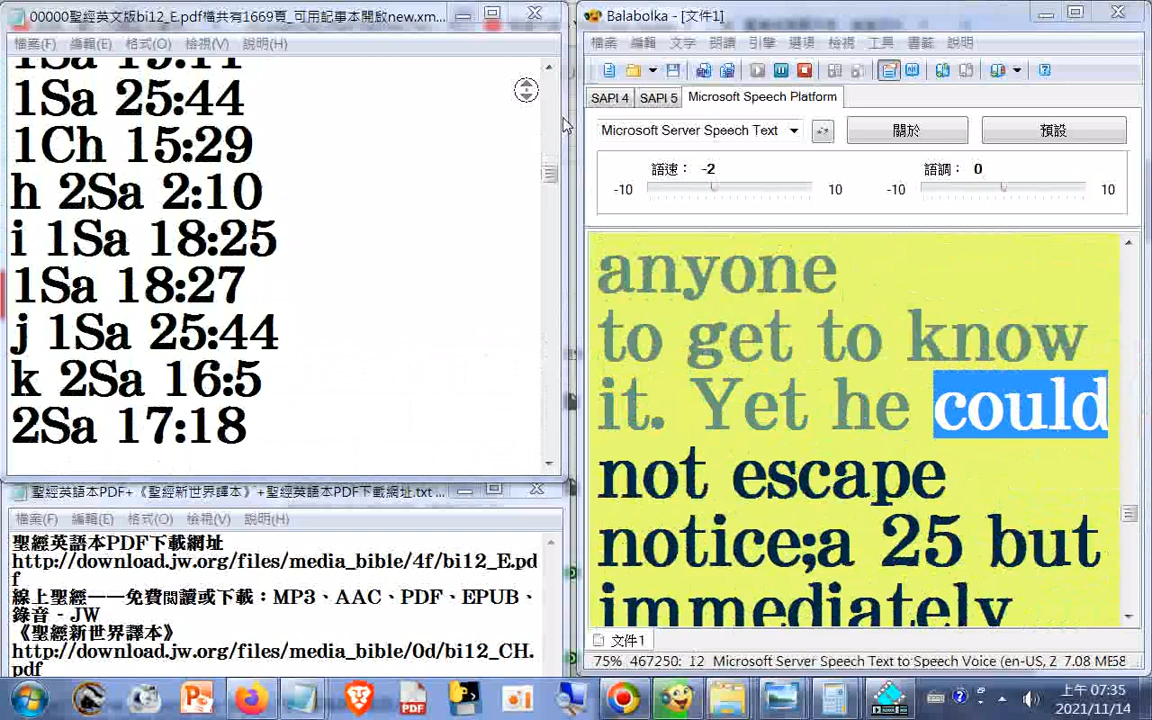 00000聖經英文版bi12_E.pdf檔共有1669頁_可用記事本開啟new.xm...
檔案(F) 編輯(E) 格式(O) 檢視(V) 說明(H)
1Sa 15:11
1Sa 25:44
1Ch 15:29
h 2Sa 2:10
i 1Sa 18:25
1Sa 18:27
j 1Sa 25:44
k 2Sa 16:5
2Sa 17:18
聖經英語本PDF+《聖經新世界譯本》+聖經英語本PDF下載網址.txt ...
檔案(F) 編輯(E) 格式(O) 檢視(V) 說明(H)
聖經英語本PDF下載網址
http://download.jw.org/files/media_bible/4f/bi12_E.pd
f
線上聖經——免費閱讀或下載：MP3、AAC、PDF、EPUB、
錄音 - JW
《聖經新世界譯本》
http://download.jw.org/files/media_bible/0d/bi12_CH.
pdf
Balabolka - [文件1]
檔案 編輯 文字 朗讀 引擎 選項 檢視 工具 書籤 說明
SAPI 4 SAPI 5 Microsoft Speech Platform
Microsoft Server Speech Text 關於 預設
語速： -2 語調： 0
-10 10 -10 10
anyone
to get to know
it. Yet he could
not escape
notice;a 25 but
immediately
文件1
75% 467250: 12 Microsoft Server Speech Text to Speech Voice (en-US, Z 7.08 ME58
上午 07:35
2021/11/14